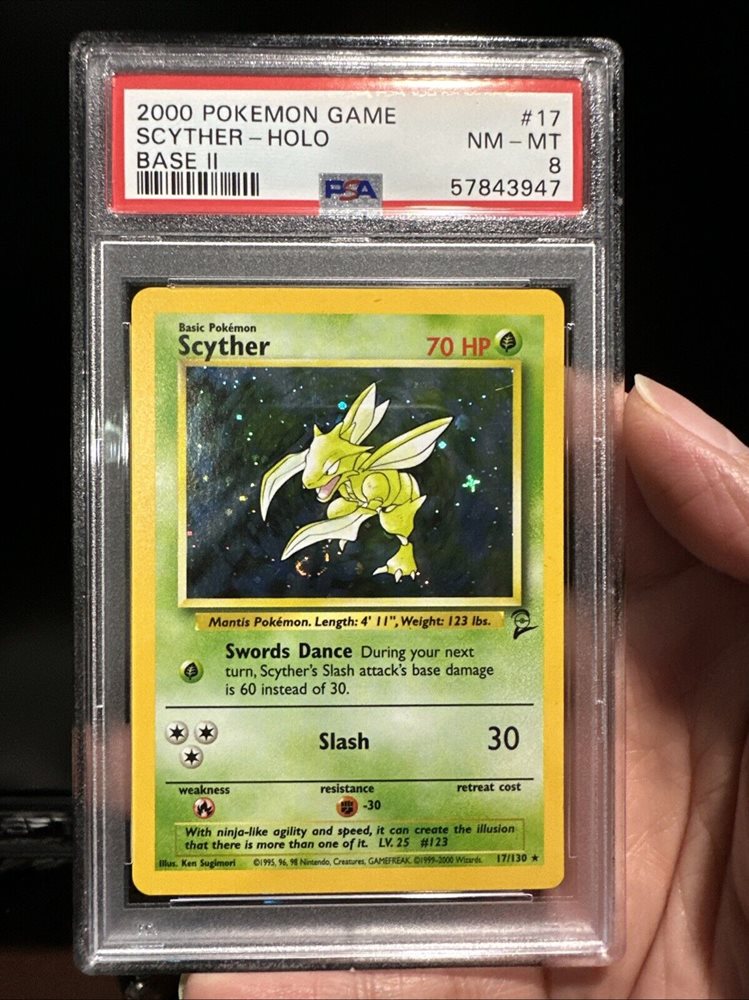 2000 POKEMON GAME #17
SCYTHER - HOLO NM - MT
BASE II 8
PSA 57843947
Basic Pokémon
Scyther 70 HP
Mantis Pokémon. Length: 4' 11", Weight: 123 lbs.
Swords Dance During your next
turn, Scyther's Slash attack's base damage
is 60 instead of 30.
Slash 30
weakness resistance retreat cost
-30
With ninja-like agility and speed, it can create the illusion
that there is more than one of it. LV. 25 #123
Illus. Ken Sugimori ©1995, 96, 98 Nintendo, Creatures, GAMEFREAK. ©1999-2000 Wizards. 17/130 ★